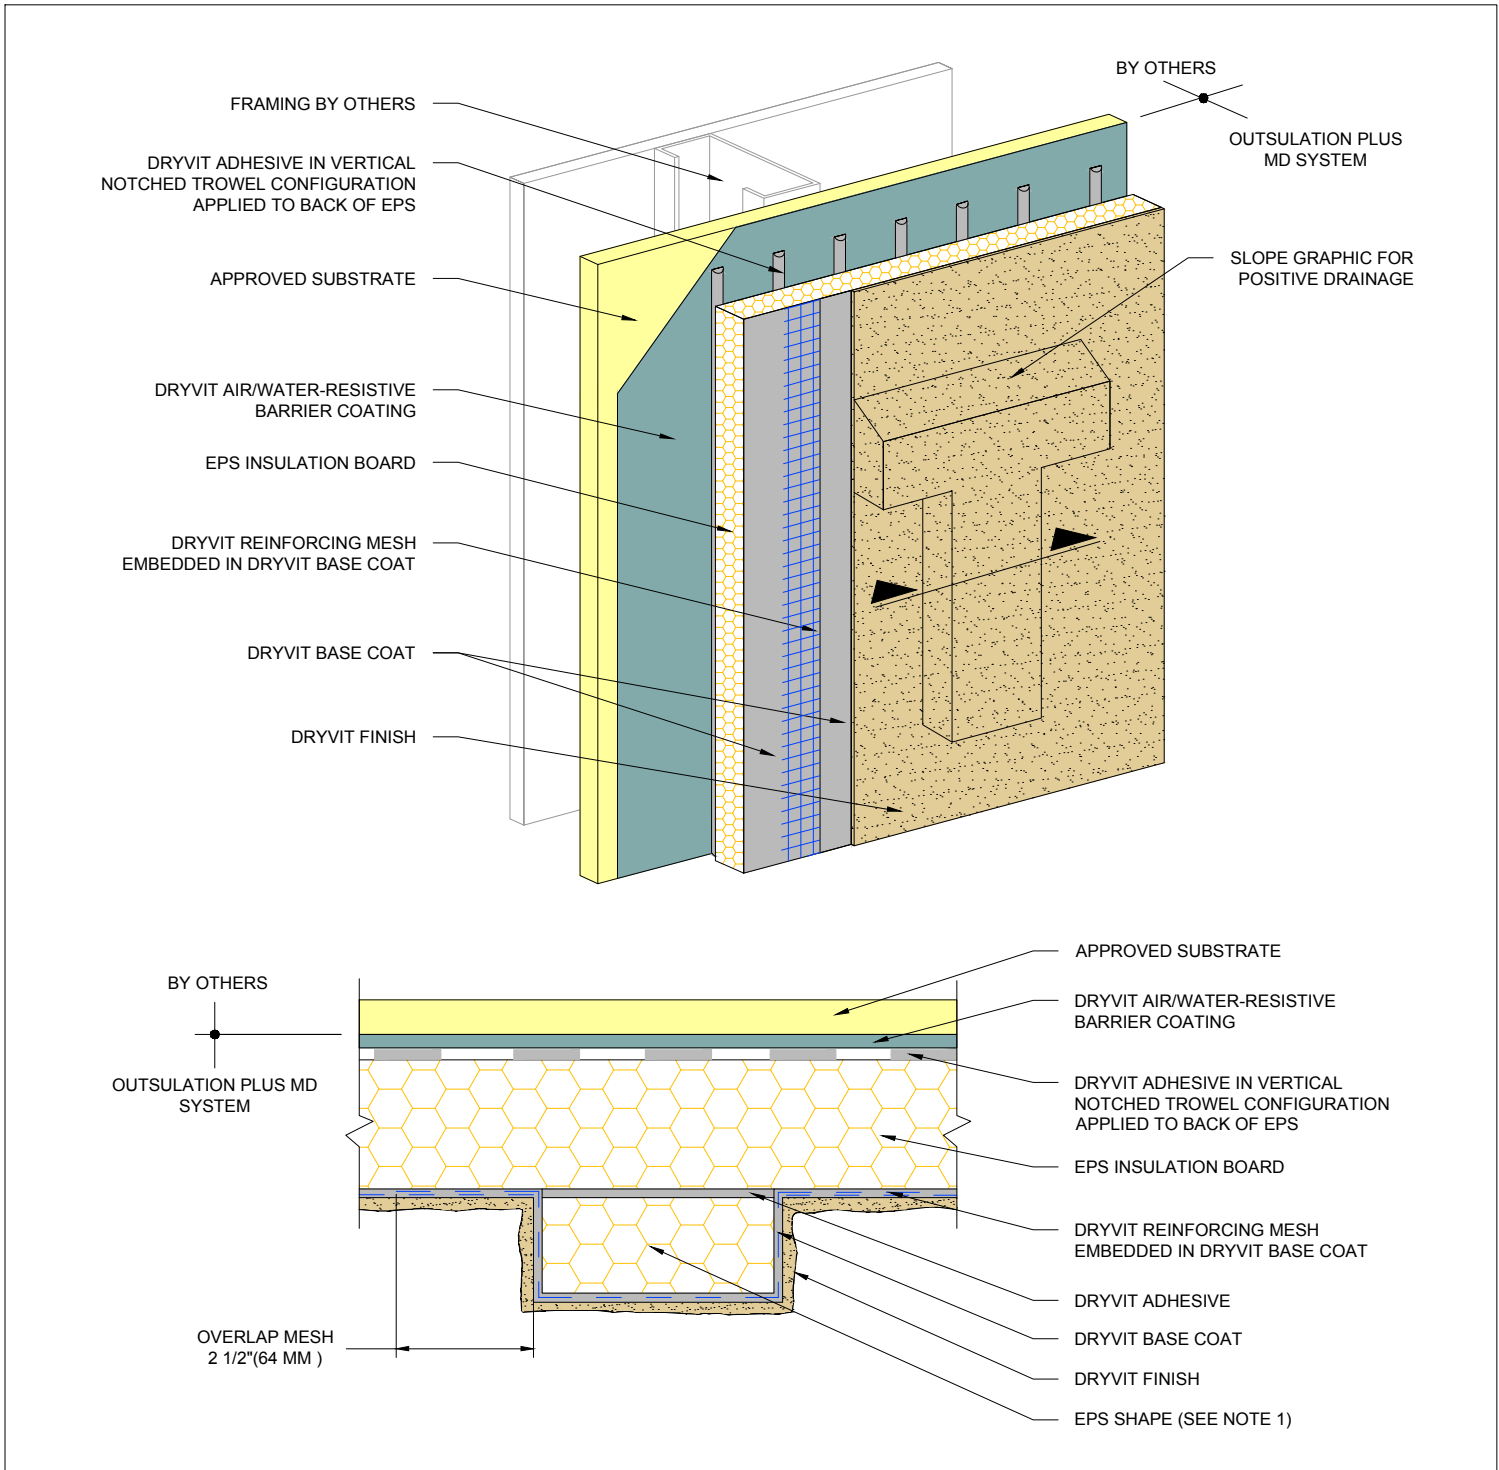 FRAMING BY OTHERS
DRYVIT ADHESIVE IN VERTICAL
NOTCHED TROWEL CONFIGURATION
APPLIED TO BACK OF EPS
APPROVED SUBSTRATE
DRYVIT AIR/WATER-RESISTIVE
BARRIER COATING
EPS INSULATION BOARD
DRYVIT REINFORCING MESH
EMBEDDED IN DRYVIT BASE COAT
DRYVIT BASE COAT
DRYVIT FINISH
BY OTHERS
OUTSULATION PLUS
MD SYSTEM
SLOPE GRAPHIC FOR
POSITIVE DRAINAGE
BY OTHERS
OUTSULATION PLUS MD
SYSTEM
OVERLAP MESH
2 1/2"(64 MM )
APPROVED SUBSTRATE
DRYVIT AIR/WATER-RESISTIVE
BARRIER COATING
DRYVIT ADHESIVE IN VERTICAL
NOTCHED TROWEL CONFIGURATION
APPLIED TO BACK OF EPS
EPS INSULATION BOARD
DRYVIT REINFORCING MESH
EMBEDDED IN DRYVIT BASE COAT
DRYVIT ADHESIVE
DRYVIT BASE COAT
DRYVIT FINISH
EPS SHAPE (SEE NOTE 1)